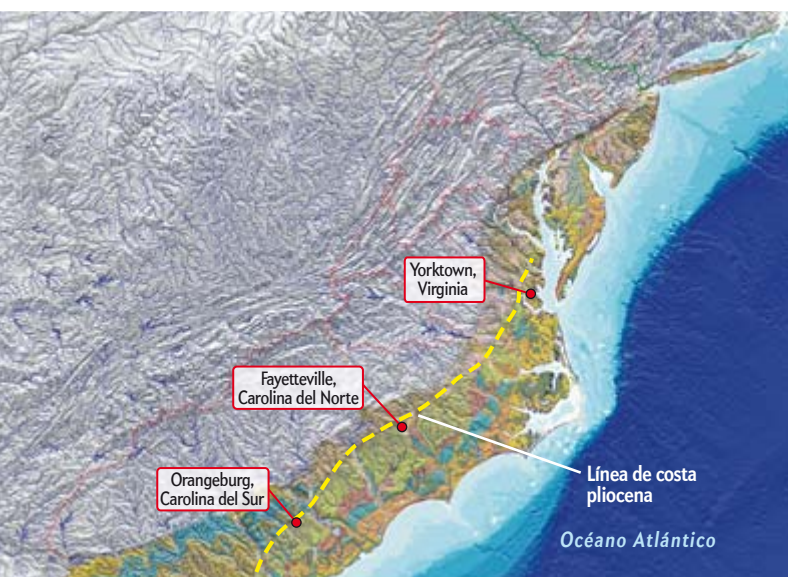 Yorktown,
Virginia
Fayetteville,
Carolina del Norte
Orangeburg,
Carolina del Sur
Línea de costa
pliocena
Océano Atlántico